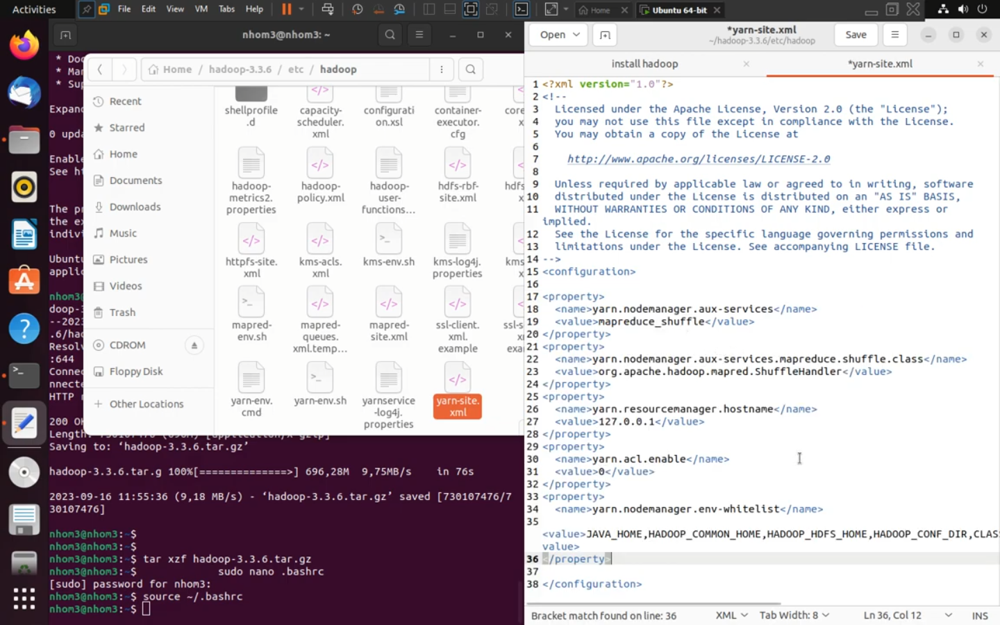 Activities
File Edit View VM Tabs Help
Home
Ubuntu 64-bit
nhom3@nhom3: ~
Open
*yarn-site.xml
~/hadoop-3.3.6/etc/hadoop
Save
install hadoop
*yarn-site.xml
Home / hadoop-3.3.6 / etc / hadoop
Recent
Starred
Home
Documents
Downloads
Music
Pictures
Videos
Trash
CDROM
Floppy Disk
Other Locations
shellprofile.d
capacity-scheduler.xml
configuration.xsl
container-executor.cfg
hadoop-metrics2.properties
hadoop-policy.xml
hadoop-user-functions...
hdfs-rbf-site.xml
httpfs-site.xml
kms-acls.xml
kms-env.sh
kms-log4j.properties
mapred-env.sh
mapred-queues.xml.temp...
mapred-site.xml
ssl-client.xml.example
yarn-env.cmd
yarn-env.sh
yarnservice-log4j.properties
yarn-site.xml
* Doc
* Man
* Sup
Expand
0 upda
Enable
See ht
The pr
the ex
indivi
Ubuntu
applic
nhom3@
doop-3
--2023
.6/had
Resolv
:644
Connec
nnecte
HTTP r
200 OK
Saving to: ‘hadoop-3.3.6.tar.gz’
hadoop-3.3.6.tar.g 100%[==============>] 696,28M 9,75MB/s in 76s
2023-09-16 11:55:36 (9,18 MB/s) - ‘hadoop-3.3.6.tar.gz’ saved [730107476/7
30107476]
nhom3@nhom3:~$
nhom3@nhom3:~$
nhom3@nhom3:~$ tar xzf hadoop-3.3.6.tar.gz
nhom3@nhom3:~$ sudo nano .bashrc
[sudo] password for nhom3:
nhom3@nhom3:~$ source ~/.bashrc
nhom3@nhom3:~$
1 <?xml version="1.0"?>
2 <!--
3 Licensed under the Apache License, Version 2.0 (the "License");
4 you may not use this file except in compliance with the License.
5 You may obtain a copy of the License at
6
7 http://www.apache.org/licenses/LICENSE-2.0
8
9 Unless required by applicable law or agreed to in writing, software
10 distributed under the License is distributed on an "AS IS" BASIS,
11 WITHOUT WARRANTIES OR CONDITIONS OF ANY KIND, either express or
implied.
12 See the License for the specific language governing permissions and
13 limitations under the License. See accompanying LICENSE file.
14 -->
15 <configuration>
16
17 <property>
18 <name>yarn.nodemanager.aux-services</name>
19 <value>mapreduce_shuffle</value>
20 </property>
21 <property>
22 <name>yarn.nodemanager.aux-services.mapreduce.shuffle.class</name>
23 <value>org.apache.hadoop.mapred.ShuffleHandler</value>
24 </property>
25 <property>
26 <name>yarn.resourcemanager.hostname</name>
27 <value>127.0.0.1</value>
28 </property>
29 <property>
30 <name>yarn.acl.enable</name>
31 <value>0</value>
32 </property>
33 <property>
34 <name>yarn.nodemanager.env-whitelist</name>
35
<value>JAVA_HOME,HADOOP_COMMON_HOME,HADOOP_HDFS_HOME,HADOOP_CONF_DIR,CLAS
value>
36 </property>
37
38 </configuration>
Bracket match found on line: 36
XML
Tab Width: 8
Ln 36, Col 12
INS